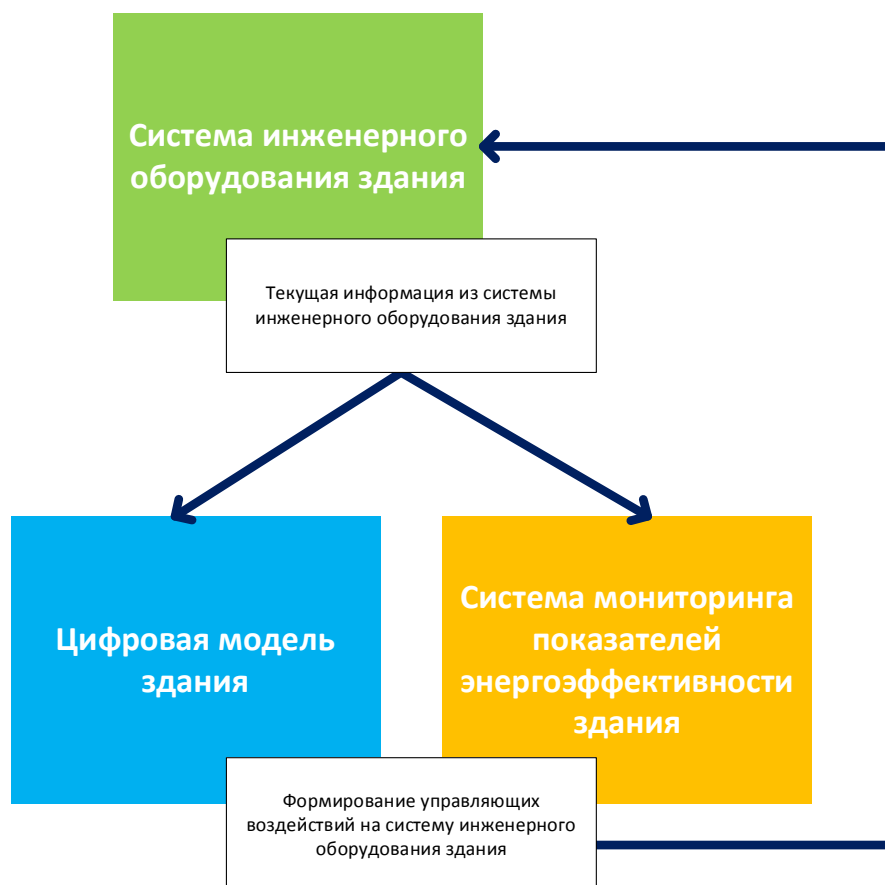 Система инженерного
оборудования здания
Текущая информация из системы
инженерного оборудования здания
Цифровая модель
здания
Система мониторинга
показателей
энергоэффективности
здания
Формирование управляющих
воздействий на систему инженерного
оборудования здания